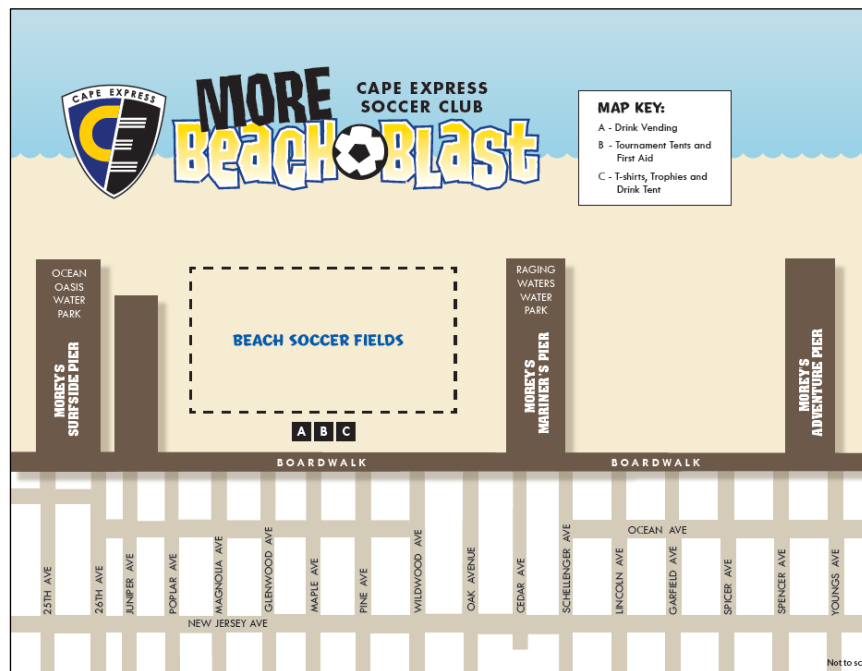 CAPE EXPRESS
CE
MORE
BEACH BLAST
CAPE EXPRESS
SOCCER CLUB
MAP KEY:
A - Drink Vending
B - Tournament Tents and
First Aid
C - T-shirts, Trophies and
Drink Tent
OCEAN
OASIS
WATER
PARK
MOREY'S
SURFSIDE PIER
BEACH SOCCER FIELDS
A B C
RAGING
WATERS
WATER
PARK
MOREY'S
MARINER'S PIER
MOREY'S
ADVENTURE PIER
BOARDWALK
BOARDWALK
OCEAN AVE
25TH AVE
26TH AVE
JUNIPER AVE
POPLAR AVE
MAGNOLIA AVE
GLENWOOD AVE
MAPLE AVE
PINE AVE
WILDWOOD AVE
OAK AVENUE
CEDAR AVE
SCHELLENGER AVE
LINCOLN AVE
GARFIELD AVE
SPICER AVE
SPENCER AVE
YOUNGS AVE
NEW JERSEY AVE
Not to sc